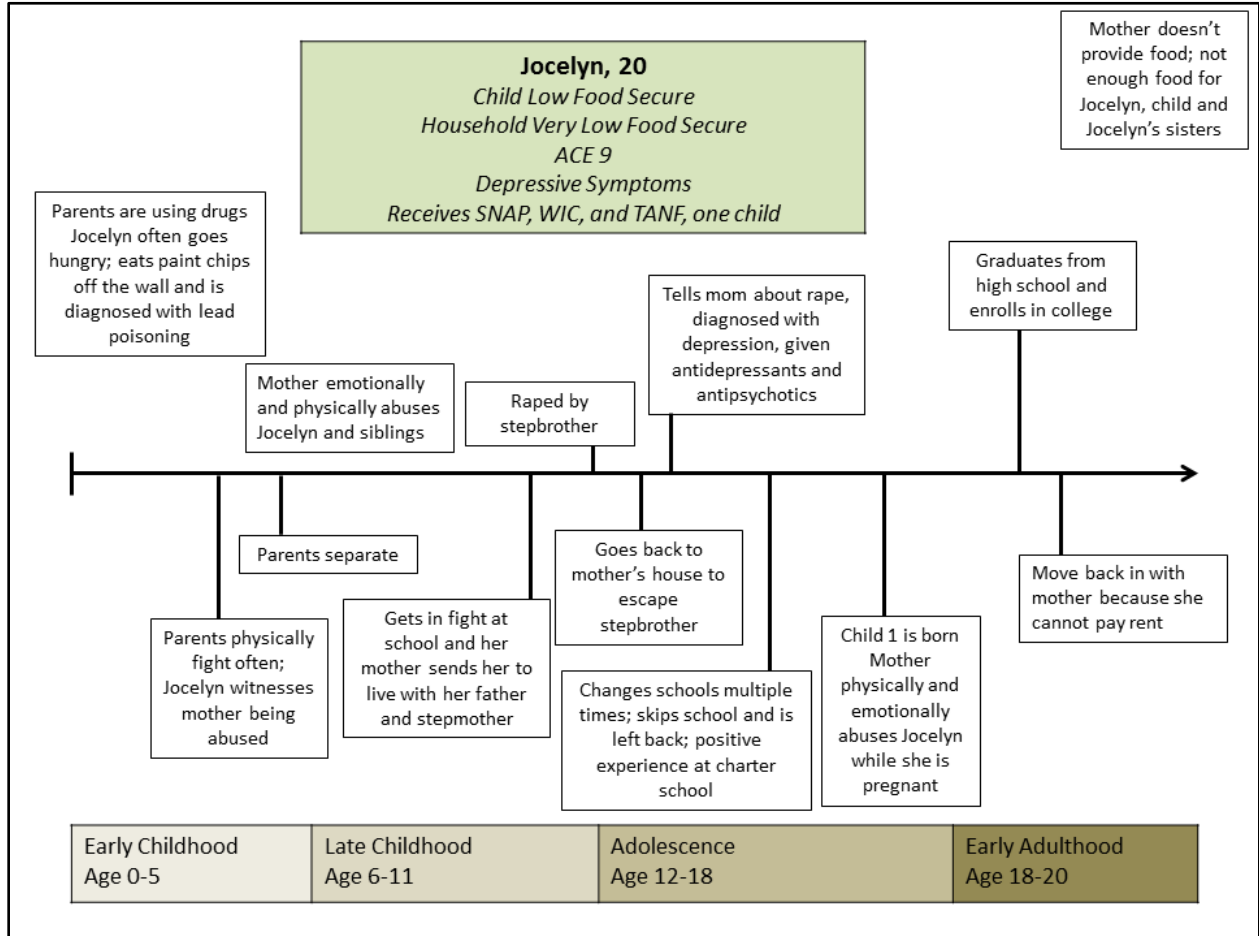 Mother doesn't
provide food; not
enough food for
Jocelyn, child and
Jocelyn's sisters
Jocelyn, 20
Child Low Food Secure
Household Very Low Food Secure
ACE 9
Depressive Symptoms
Receives SNAP, WIC, and TANF, one child
Parents are using drugs
Jocelyn often goes
hungry; eats paint chips
off the wall and is
diagnosed with lead
poisoning
Mother emotionally
and physically abuses
Jocelyn and siblings
Raped by
stepbrother
Tells mom about rape,
diagnosed with
depression, given
antidepressants and
antipsychotics
Graduates from
high school and
enrolls in college
Parents separate
Parents physically
fight often;
Jocelyn witnesses
mother being
abused
Gets in fight at
school and her
mother sends her to
live with her father
and stepmother
Goes back to
mother's house to
escape
stepbrother
Changes schools multiple
times; skips school and is
left back; positive
experience at charter
school
Child 1 is born
Mother
physically and
emotionally
abuses Jocelyn
while she is
pregnant
Move back in with
mother because she
cannot pay rent
Early Childhood
Age 0-5
Late Childhood
Age 6-11
Adolescence
Age 12-18
Early Adulthood
Age 18-20